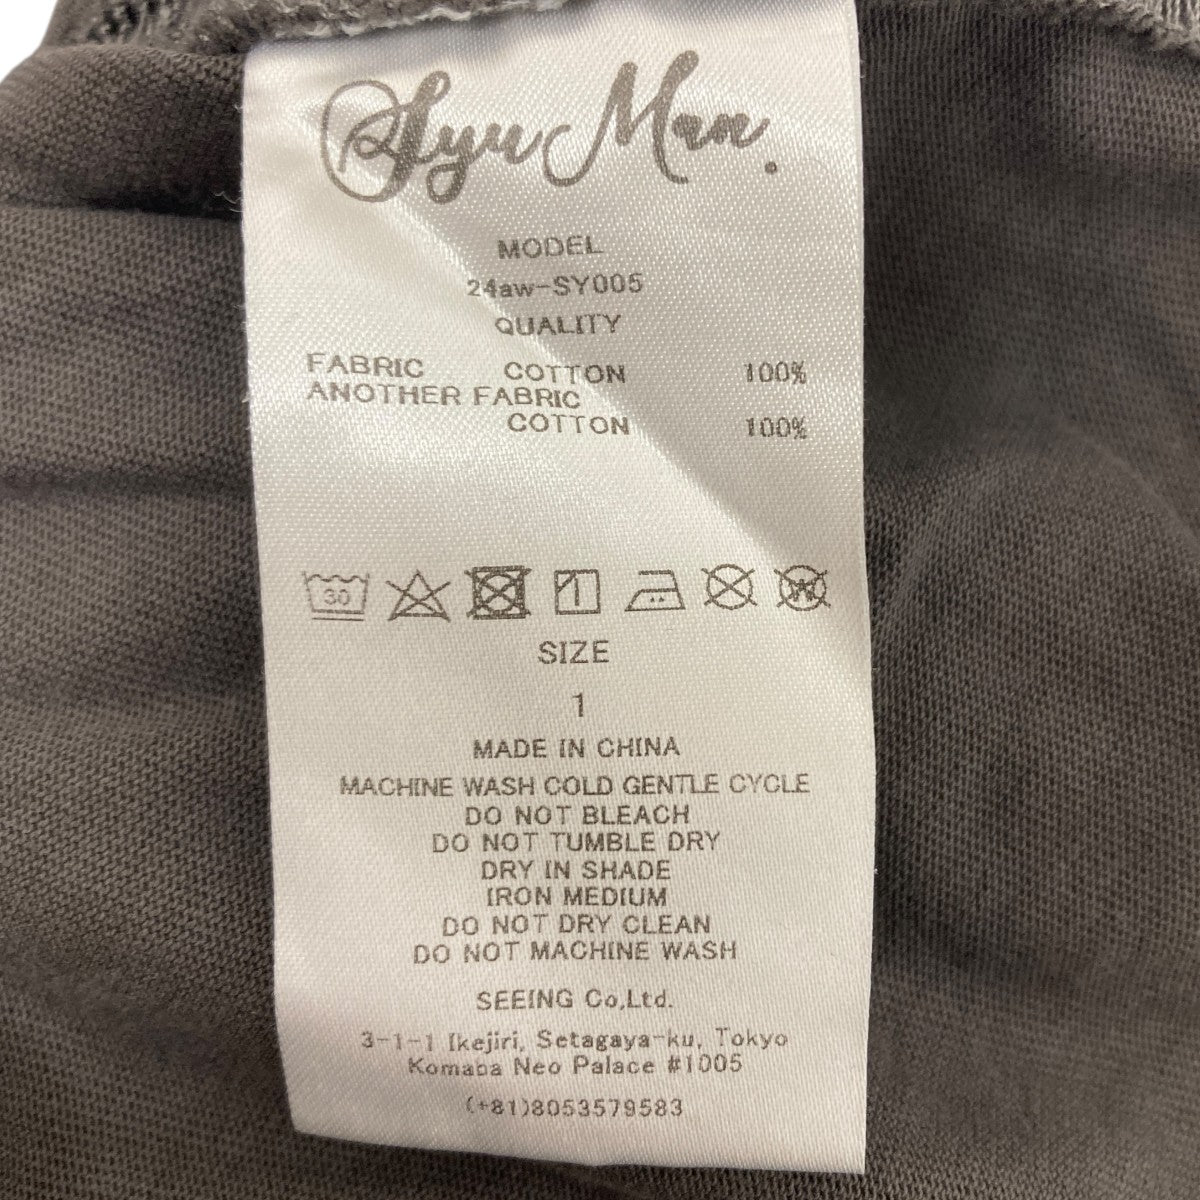 Syu Man.
MODEL
24aw-SY005
QUALITY
FABRIC COTTON 100%
ANOTHER FABRIC
COTTON 100%
30 1 W
SIZE
1
MADE IN CHINA
MACHINE WASH COLD GENTLE CYCLE
DO NOT BLEACH
DO NOT TUMBLE DRY
DRY IN SHADE
IRON MEDIUM
DO NOT DRY CLEAN
DO NOT MACHINE WASH
SEEING Co,Ltd.
3-1-1 Ikejiri, Setagaya-ku, Tokyo
Komaba Neo Palace #1005
(+81)8053579583